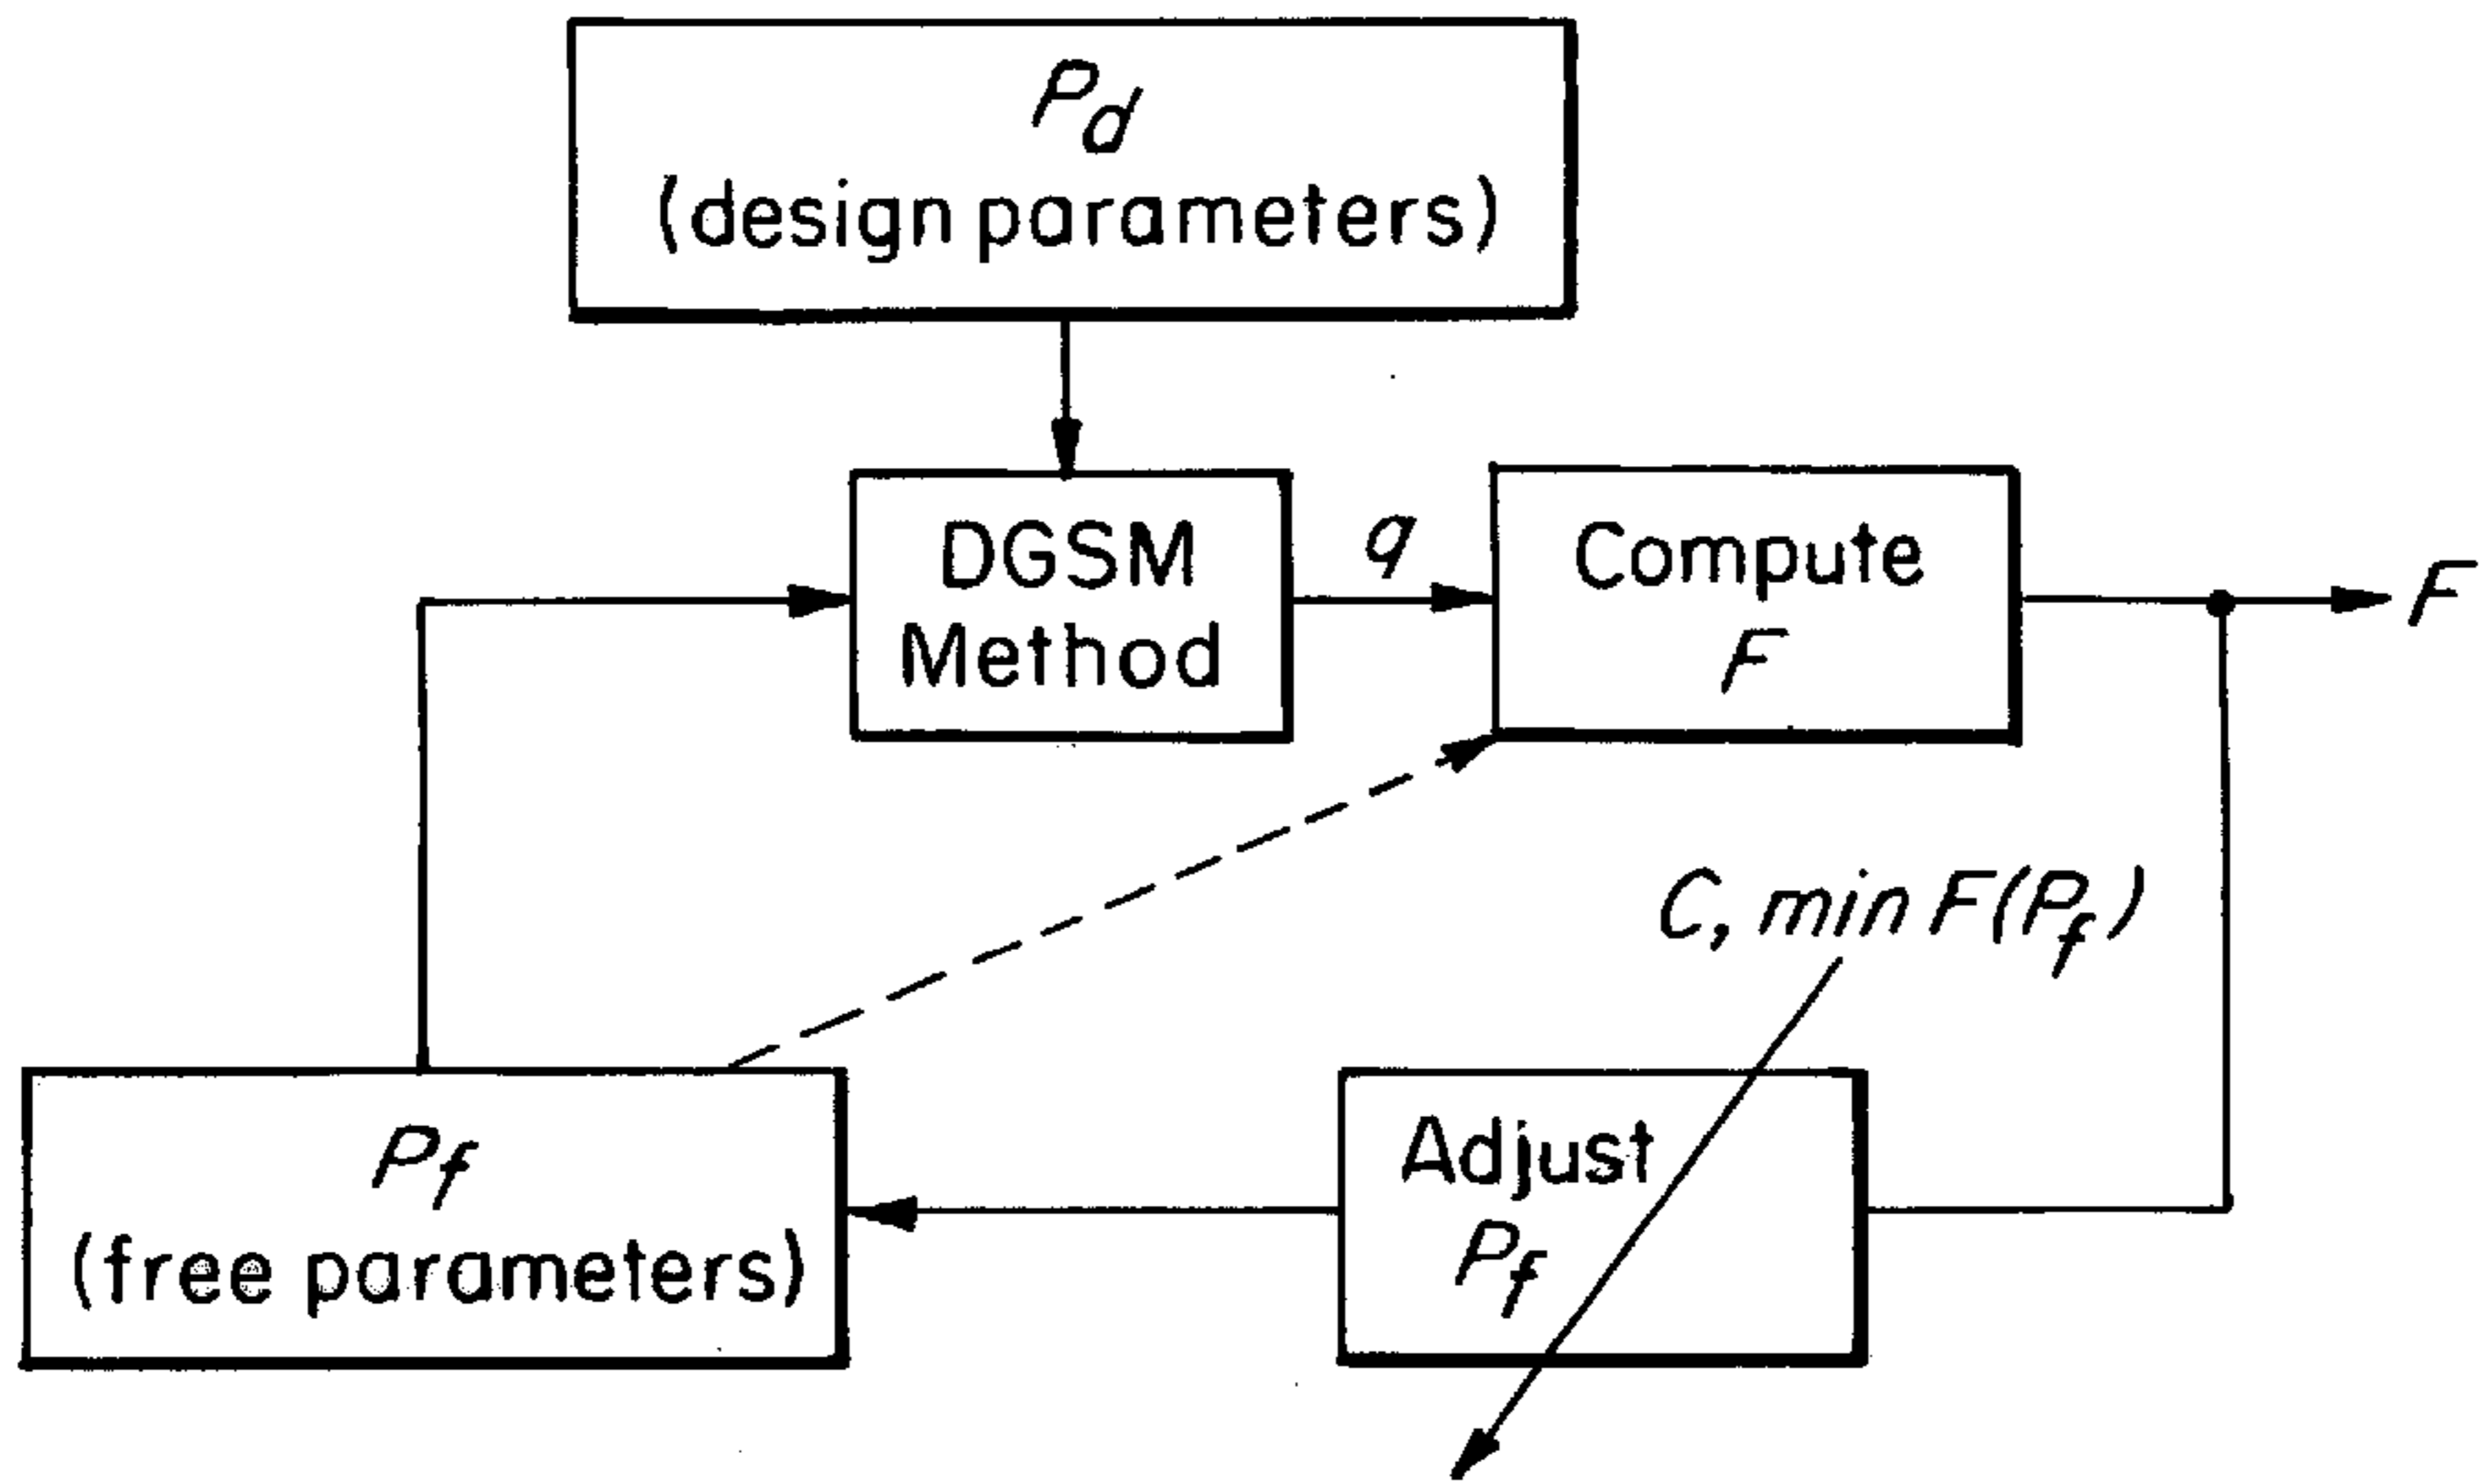 P_d
(design parameters)
DGSM
Method
q
Compute
F
F
C, min F(P_f)
P_f
(free parameters)
Adjust
P_f